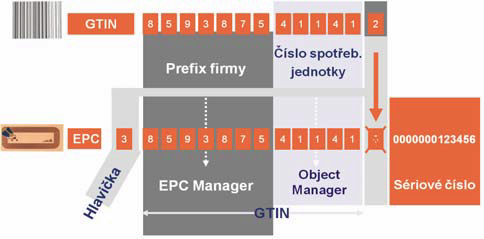 GTIN 8 5 9 3 8 7 5 4 1 1 4 1 2
Prefix firmy
Číslo spotřeb.
jednotky
EPC 3 8 5 9 3 8 7 5 4 1 1 4 1 0000000123456
Hlavička
EPC Manager
Object
Manager
Sériové číslo
GTIN